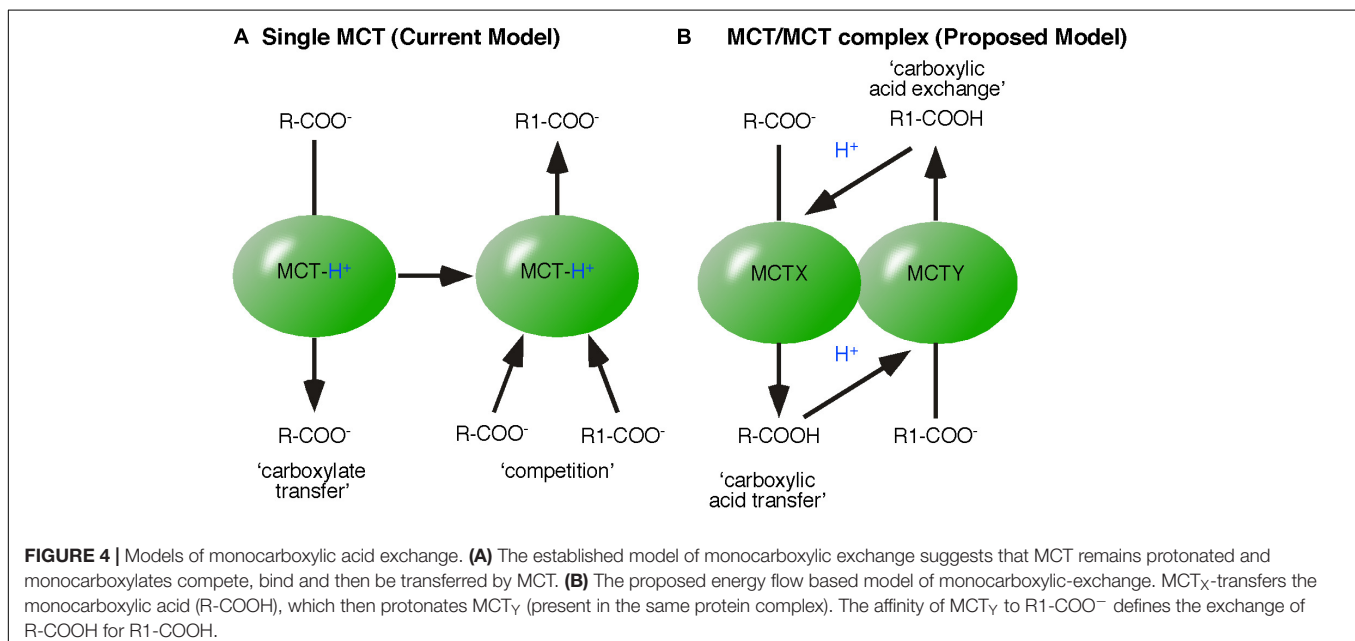 A Single MCT (Current Model)
R-COO⁻
R1-COO⁻
MCT-H⁺
MCT-H⁺
R-COO⁻
‘carboxylate
transfer’
R-COO⁻
R1-COO⁻
‘competition’
B MCT/MCT complex (Proposed Model)
‘carboxylic
acid exchange’
R-COO⁻
R1-COOH
H⁺
MCTX
MCTY
H⁺
R-COOH
R1-COO⁻
‘carboxylic
acid transfer’
FIGURE 4 | Models of monocarboxylic acid exchange. (A) The established model of monocarboxylic exchange suggests that MCT remains protonated and
monocarboxylates compete, bind and then be transferred by MCT. (B) The proposed energy flow based model of monocarboxylic-exchange. MCTX-transfers the
monocarboxylic acid (R-COOH), which then protonates MCTY (present in the same protein complex). The affinity of MCTY to R1-COO⁻ defines the exchange of
R-COOH for R1-COOH.